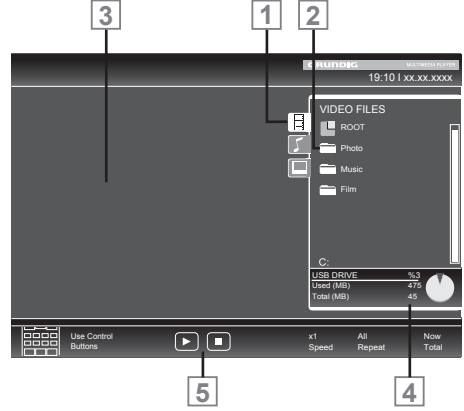 3
1
2
GRUNDIG MULTIMEDIA PLAYER
19:10 I xx.xx.xxxx
VIDEO FILES
ROOT
Photo
Music
Film
C:
USB DRIVE %3
Used (MB) 475
Total (MB) 45
Use Control
Buttons
x1 All Now
Speed Repeat Total
5
4